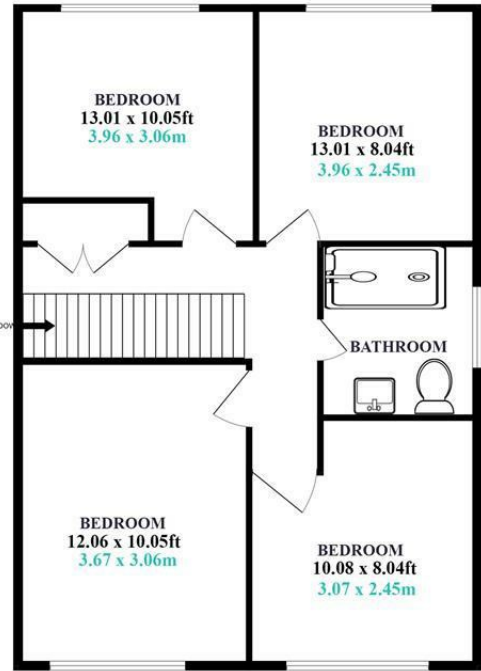 BEDROOM
13.01 x 10.05ft
3.96 x 3.06m
BEDROOM
13.01 x 8.04ft
3.96 x 2.45m
BATHROOM
BEDROOM
12.06 x 10.05ft
3.67 x 3.06m
BEDROOM
10.08 x 8.04ft
3.07 x 2.45m